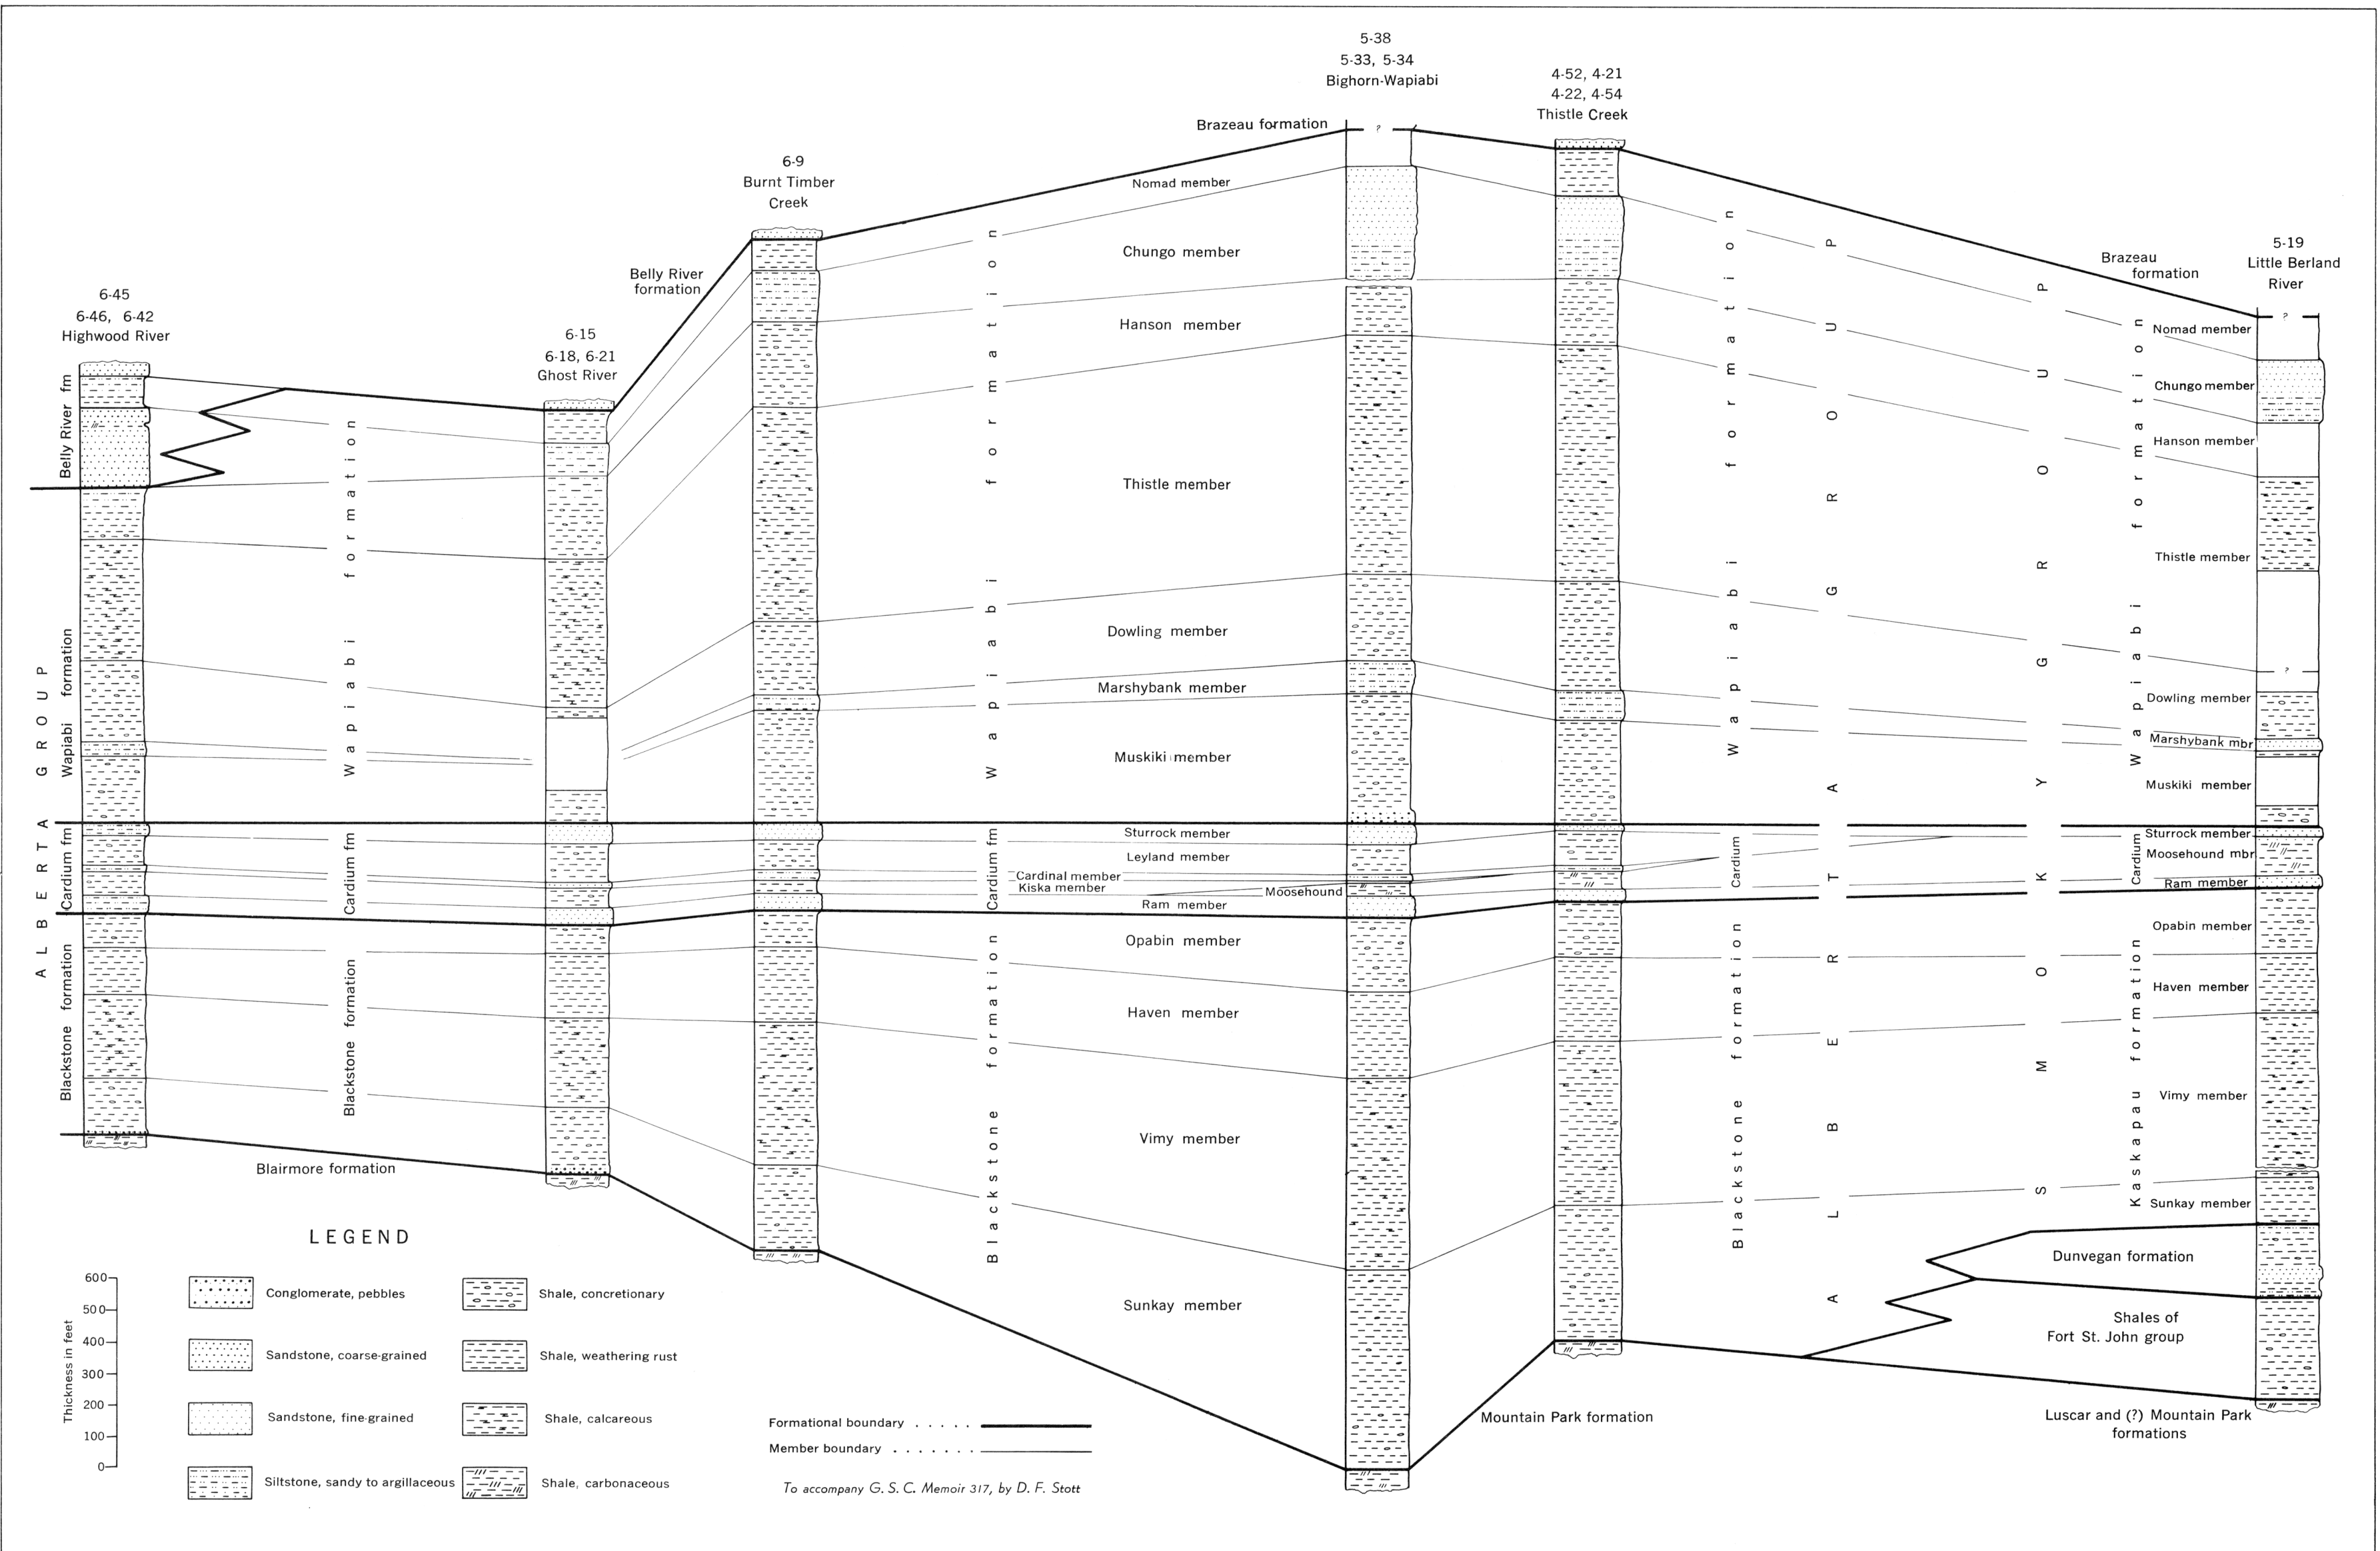 5-38
5-33, 5-34
Bighorn-Wapiabi
4-52, 4-21
4-22, 4-54
Thistle Creek
Brazeau formation
?
6-9
Burnt Timber
Creek
5-19
Little Berland
River
Brazeau
formation
?
Belly River
formation
6-45
6-46, 6-42
Highwood River
6-15
6-18, 6-21
Ghost River
Nomad member
Chungo member
Hanson member
Thistle member
Dowling member
Marshybank member
Muskiki member
Sturrock member
Leyland member
Cardinal member
Kiska member
Moosehound
Ram member
Opabin member
Haven member
Vimy member
Sunkay member
Nomad member
Chungo member
Hanson member
Thistle member
?
Dowling member
Marshybank mbr
Muskiki member
Sturrock member
Moosehound mbr
Ram member
Opabin member
Haven member
Vimy member
Sunkay member
Dunvegan formation
Shales of
Fort St. John group
Luscar and (?) Mountain Park
formations
Mountain Park formation
Blairmore formation
ALBERTA GROUP
Belly River fm
Wapiabi formation
Cardium fm
Blackstone formation
Wapiabi formation
Cardium fm
Blackstone formation
Wapiabi formation
Cardium fm
Blackstone formation
Wapiabi formation
Cardium
Blackstone formation
ALBERTA GROUP
SMOKY GROUP
Wapiabi formation
Cardium
Kaskapau formation
LEGEND
Thickness in feet
600
500
400
300
200
100
0
Conglomerate, pebbles
Sandstone, coarse-grained
Sandstone, fine-grained
Siltstone, sandy to argillaceous
Shale, concretionary
Shale, weathering rust
Shale, calcareous
Shale, carbonaceous
Formational boundary . . . . .
Member boundary . . . . . . .
To accompany G. S. C. Memoir 317, by D. F. Stott